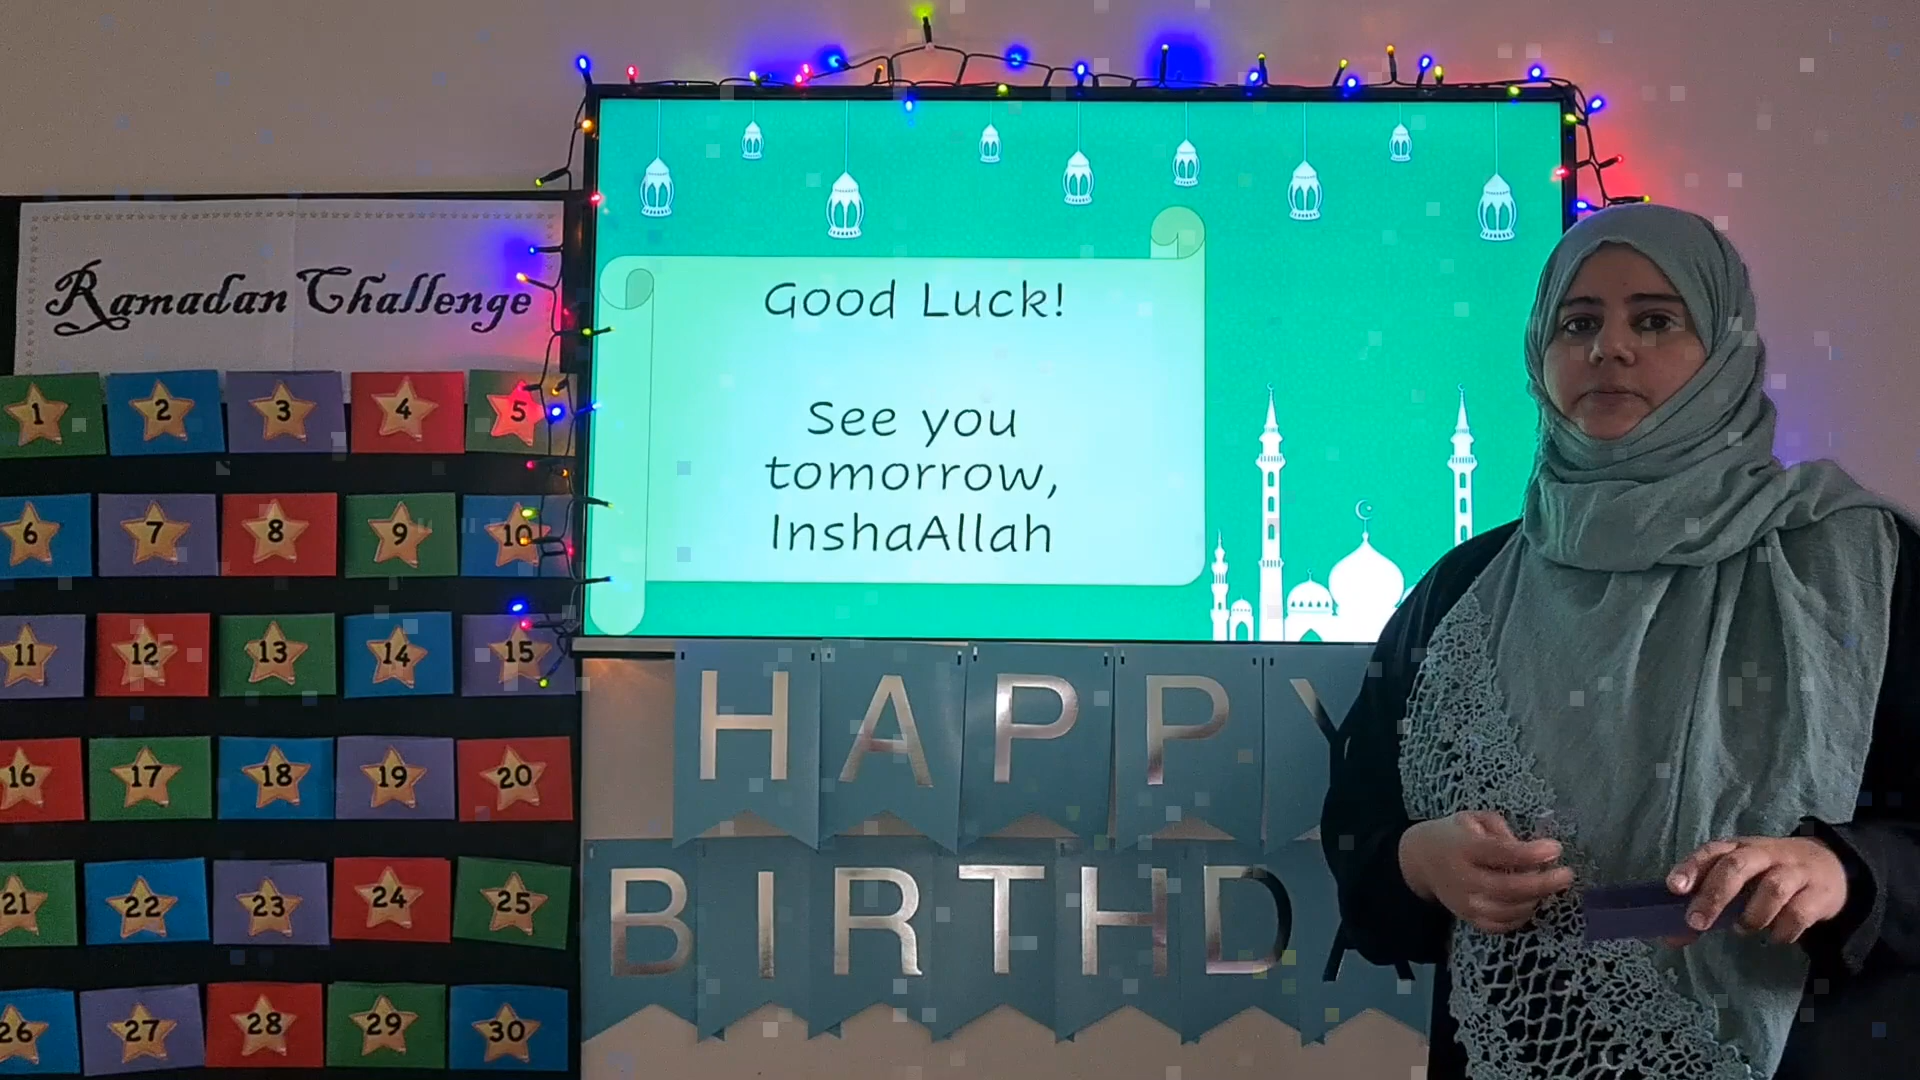 Ramadan Challenge
1 2 3 4 5
6 7 8 9 10
11 12 13 14 15
16 17 18 19 20
21 22 23 24 25
26 27 28 29 30
Good Luck!
See you
tomorrow,
InshaAllah
HAPPY
BIRTHDA